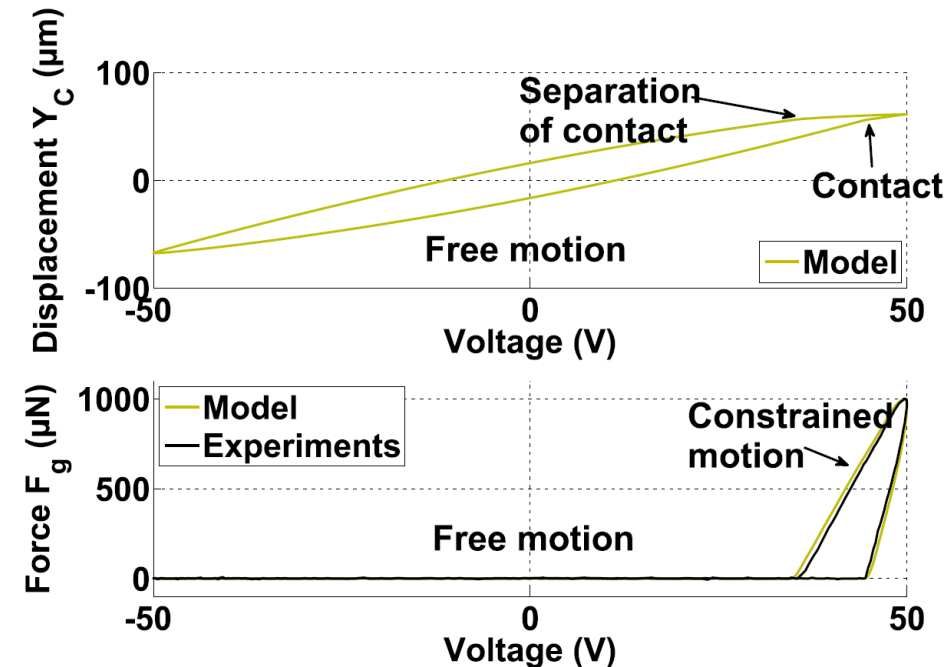 Displacement Y_C (μm)
100
0
-100
Separation
of contact
Contact
Free motion
Model
-50
0
50
Voltage (V)
Force F_g (μN)
1000
500
0
Model
Experiments
Constrained
motion
Free motion
-50
0
50
Voltage (V)